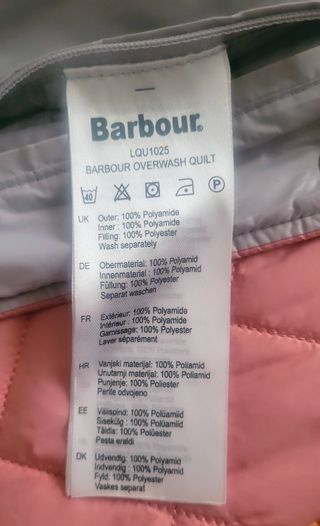 Barbour®
LQU1025
BARBOUR OVERWASH QUILT
40 P
UK Outer: 100% Polyamide
Inner : 100% Polyamide
Filling: 100% Polyester
Wash separately
DE Obermaterial: 100% Polyamid
Innenmaterial : 100% Polyamid
Füllung: 100% Polyester
Separat waschen
FR Extérieur: 100% Polyamide
Intérieur : 100% Polyamide
Garnissage: 100% Polyester
Laver séparément
HR Vanjski materijal: 100% Poliamid
Unutarnji materijal: 100% Poliamid
Punjenje: 100% Poliester
Perite odvojeno
EE Välispind: 100% Polüamiid
Sisekülg : 100% Polüamiid
Täidis: 100% Polüester
Pasta eraldi
DK Udvendig: 100% Polyamid
Indvendig : 100% Polyamid
Fyld: 100% Polyester
Vaskes separat